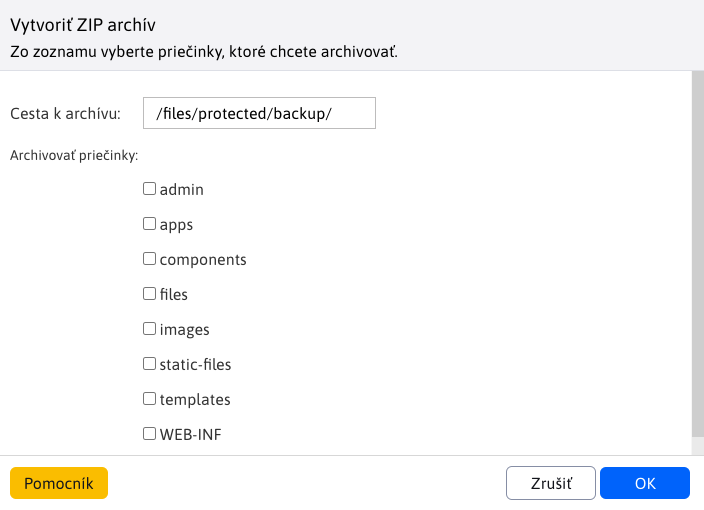 Vytvoriť ZIP archív
Zo zoznamu vyberte priečinky, ktoré chcete archivovať.
Cesta k archívu: /files/protected/backup/
Archivovať priečinky:
admin
apps
components
files
images
static-files
templates
WEB-INF
Pomocník Zrušiť OK